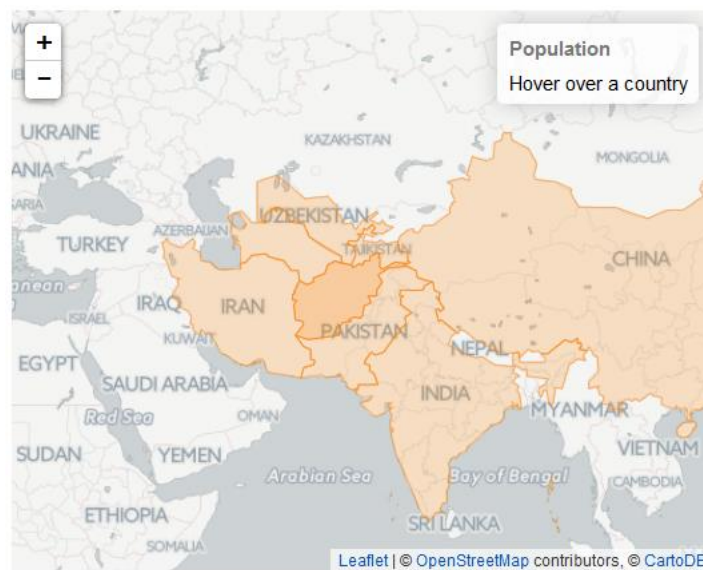 +
−
Population
Hover over a country
UKRAINE
KAZAKHSTAN
MONGOLIA
ANIA
ARIA
UZBEKISTAN
AZERBAIJAN
TURKEY
TAJIKISTAN
CHINA
ranean
IRAQ
IRAN
ISRAEL
PAKISTAN
KUWAIT
NEPAL
EGYPT
SAUDI ARABIA
INDIA
Red Sea
OMAN
MYANMAR
SUDAN
YEMEN
VIETNAM
Arabian Sea
Bay of Bengal
CAMBODIA
ETHIOPIA
SRI LANKA
SOMALIA
Leaflet | © OpenStreetMap contributors, © CartoDB